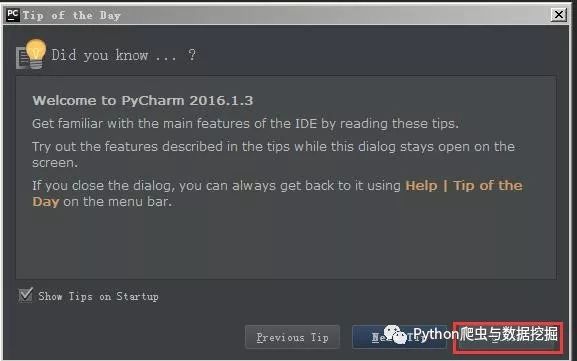 PC Tip of the Day
Did you know ... ?
Welcome to PyCharm 2016.1.3
Get familiar with the main features of the IDE by reading these tips.
Try out the features described in the tips while this dialog stays open on the
screen.
If you close the dialog, you can always get back to it using Help | Tip of the
Day on the menu bar.
Show Tips on Startup
Previous Tip
Python爬虫与数据挖掘